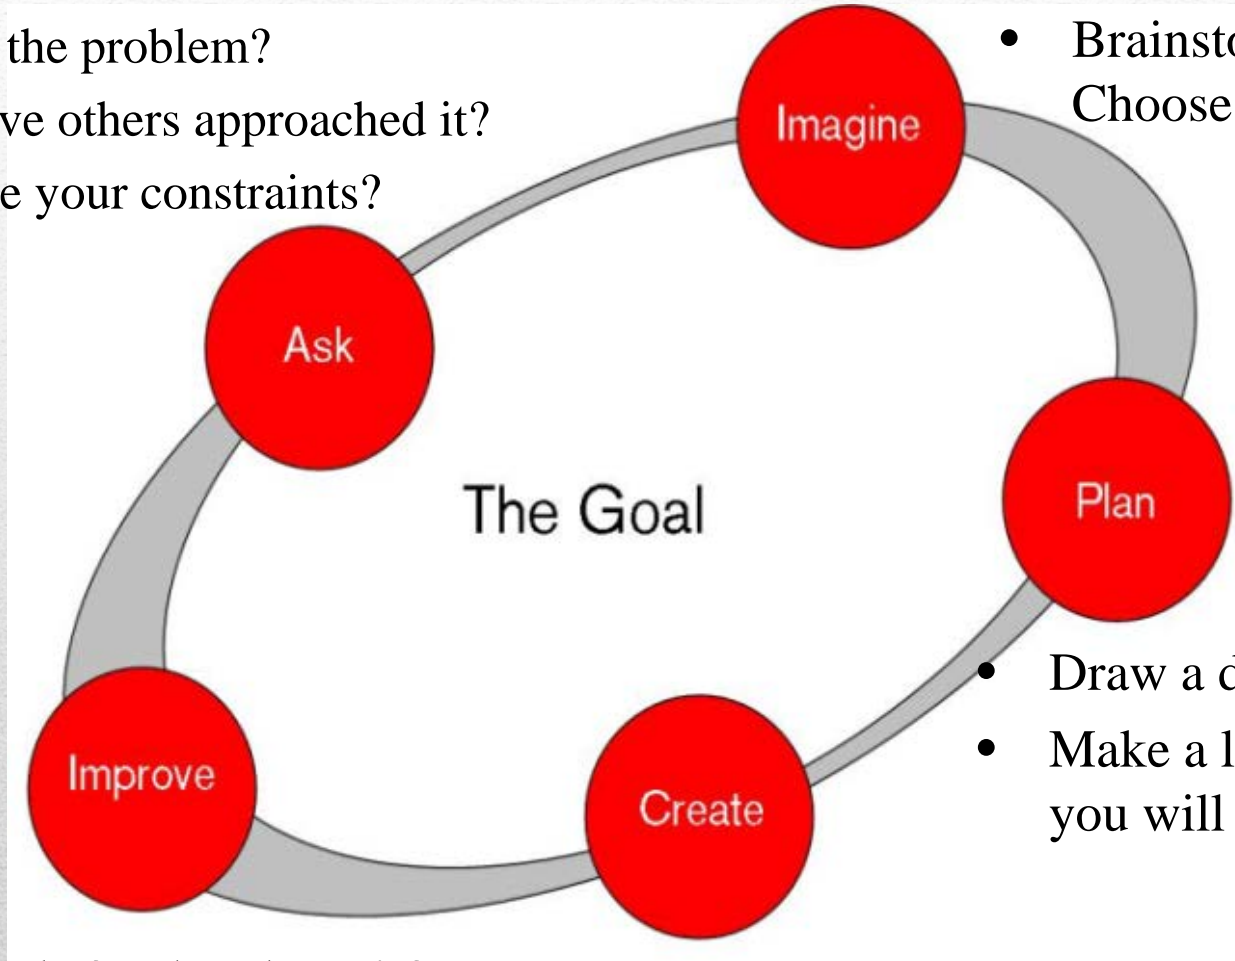 the problem?
ve others approached it?
e your constraints?
• Brainsto
Choose
Imagine
Ask
The Goal
Plan
• Draw a d
• Make a l
you will
Improve
Create